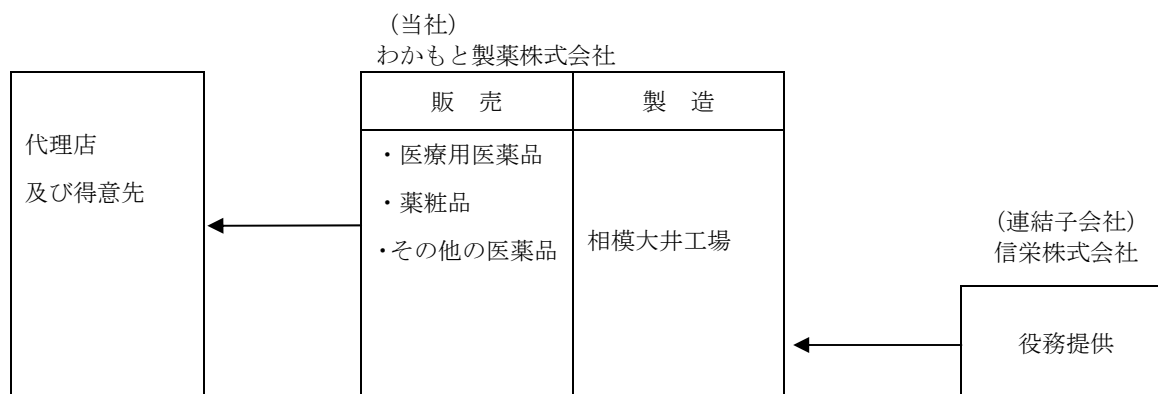 （当社）
わかもと製薬株式会社
代理店
及び得意先
販　売
製　造
・医療用医薬品
・薬粧品
・その他の医薬品
相模大井工場
（連結子会社）
信栄株式会社
役務提供